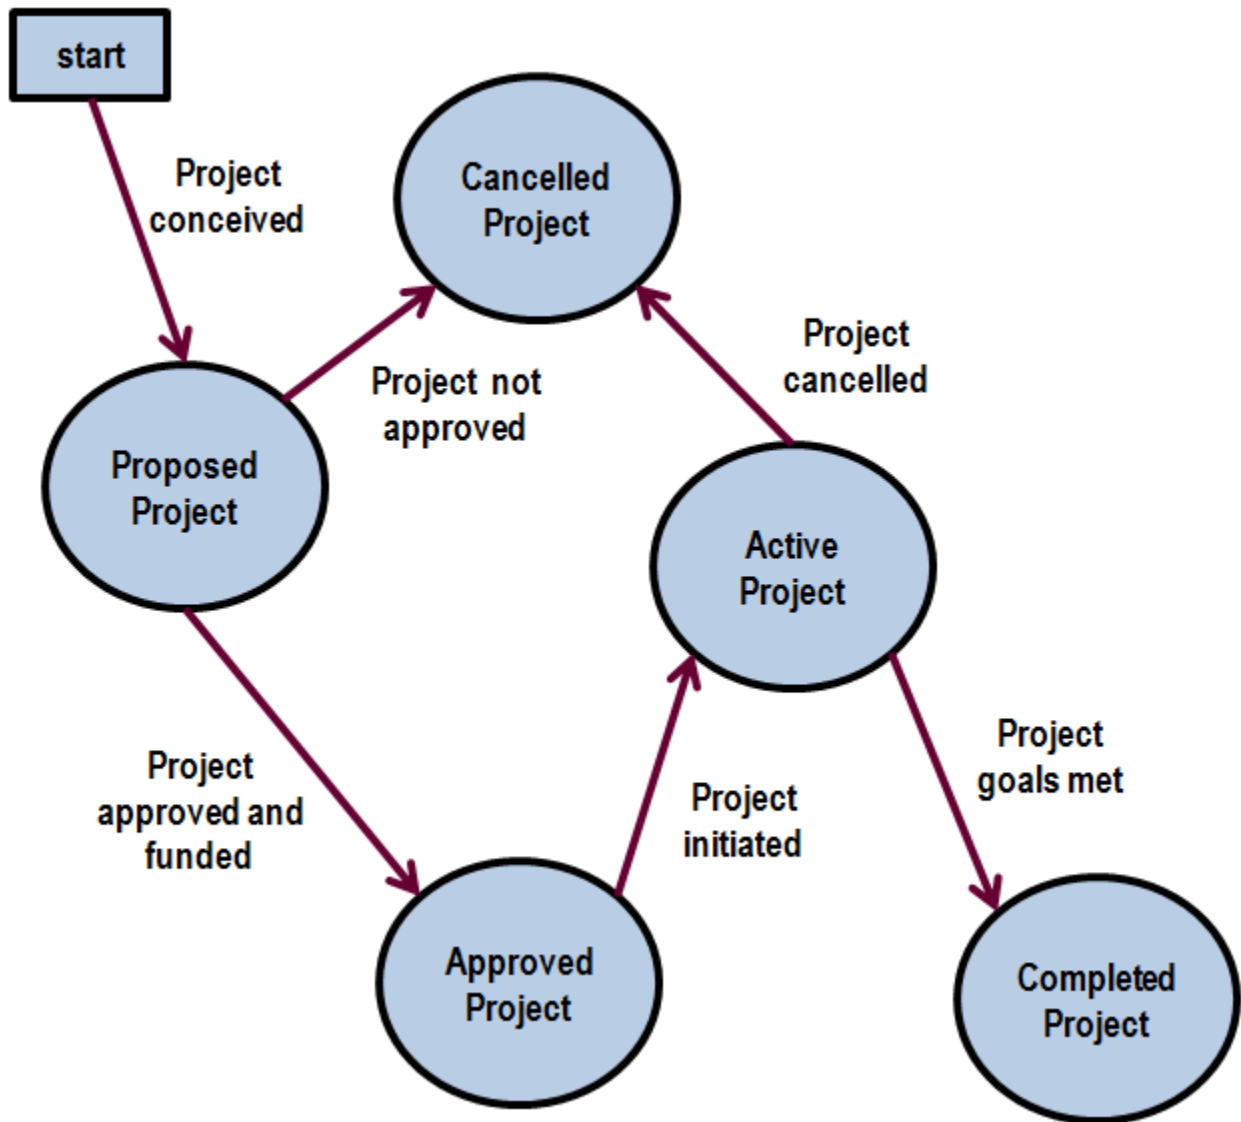 start
Project
conceived
Cancelled
Project
Project not
approved
Project
cancelled
Proposed
Project
Active
Project
Project
approved and
funded
Project
initiated
Project
goals met
Approved
Project
Completed
Project